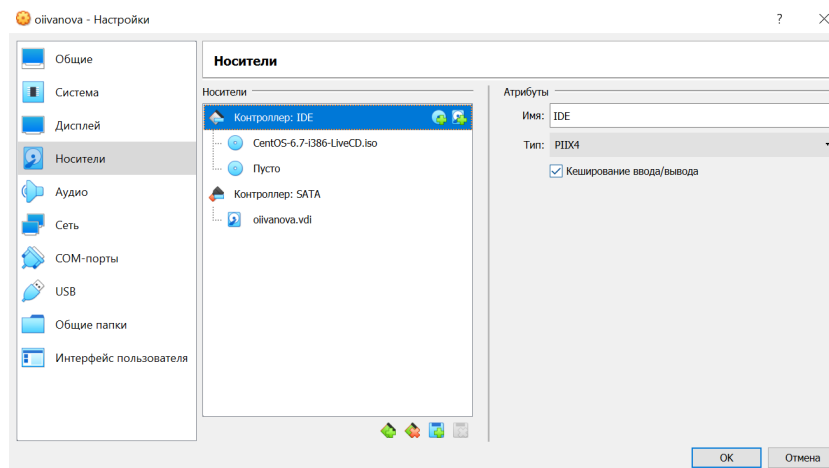 oiivanova - Настройки
?
Общие
Система
Дисплей
Носители
Аудио
Сеть
COM-порты
USB
Общие папки
Интерфейс пользователя
Носители
Носители
Контроллер: IDE
CentOS-6.7-i386-LiveCD.iso
Пусто
Контроллер: SATA
oiivanova.vdi
Атрибуты
Имя: IDE
Тип: PIIX4
Кеширование ввода/вывода
OK Отмена